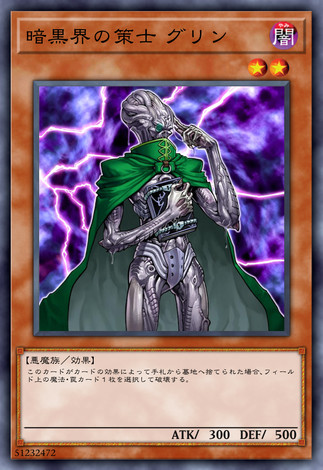 暗黒界の策士 グリン
やみ
闇
【悪魔族／効果】
このカードがカードの効果によって手札から墓地へ捨てられた場合、フィール
ド上の魔法・罠カード１枚を選択して破壊する。
ATK/ 300 DEF/ 500
51232472